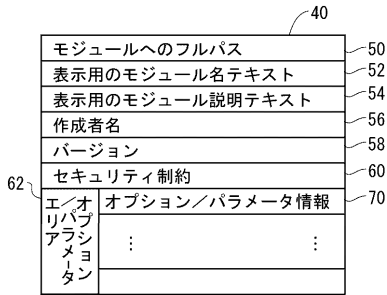 40
モジュールへのフルパス 50
表示用のモジュール名テキスト 52
表示用のモジュール説明テキスト 54
作成者名 56
バージョン 58
セキュリティ制約 60
62
オプション
/パラメータ
エリア
オプション/パラメータ情報 70
⋮ ⋮